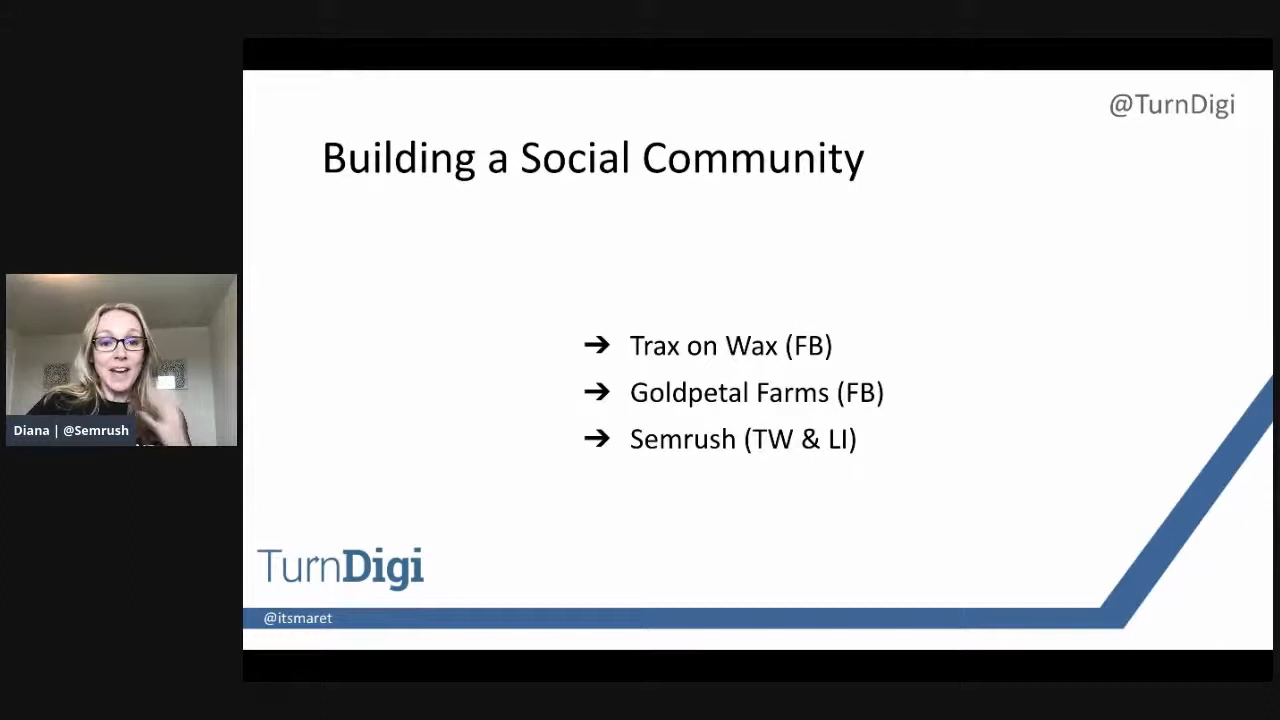 @TurnDigi
Building a Social Community
➔ Trax on Wax (FB)
➔ Goldpetal Farms (FB)
➔ Semrush (TW & LI)
Diana | @Semrush
TurnDigi
@itsmaret